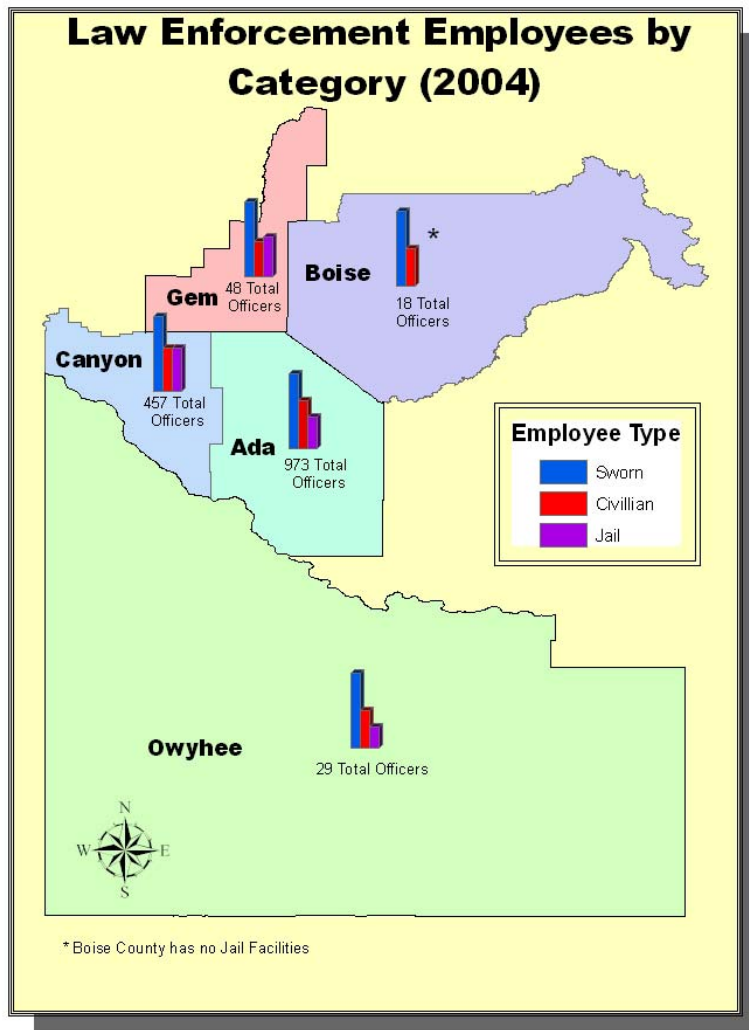 Law Enforcement Employees by
Category (2004)
Gem
48 Total
Officers
Boise
*
18 Total
Officers
Canyon
457 Total
Officers
Ada
973 Total
Officers
Employee Type
Sworn
Civillian
Jail
Owyhee
29 Total Officers
N
W
E
S
* Boise County has no Jail Facilities